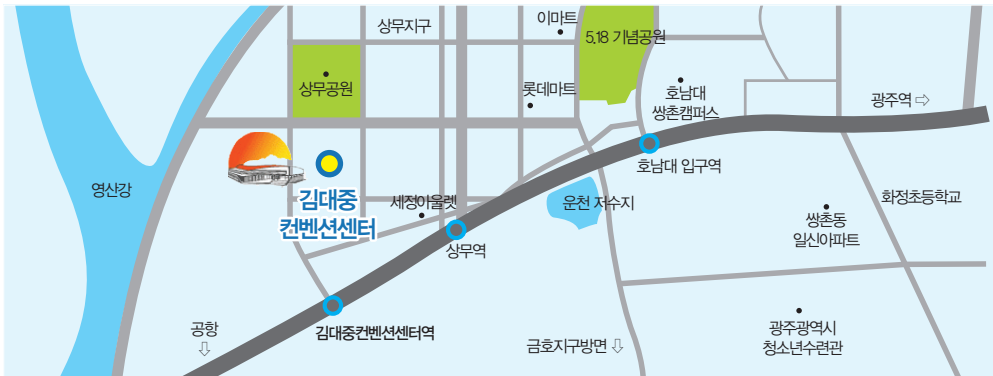 상무지구
이마트
5.18 기념공원
상무공원
롯데마트
호남대
쌍촌캠퍼스
광주역 ⇨
영산강
김대중
컨벤션센터
세정아울렛
호남대 입구역
운천 저수지
화정초등학교
쌍촌동
일신아파트
상무역
공항
⇩
김대중컨벤션센터역
금호지구방면 ⇩
광주광역시
청소년수련관